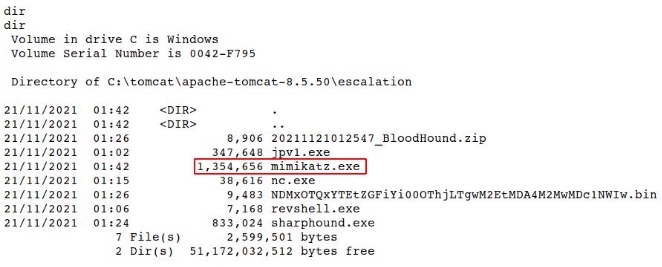 dir
dir
Volume in drive C is Windows
Volume Serial Number is 0042-F795
Directory of C:\tomcat\apache-tomcat-8.5.50\escalation
21/11/2021 01:42 <DIR> .
21/11/2021 01:42 <DIR> ..
21/11/2021 01:26 8,906 20211121012547_BloodHound.zip
21/11/2021 01:02 347,648 jpv1.exe
21/11/2021 01:42 1,354,656 mimikatz.exe
21/11/2021 01:15 38,616 nc.exe
21/11/2021 01:26 9,483 NDMxOTQxYTEtZGFiYi00OThjLTgwM2EtMDA4M2MwMDc1NWIw.bin
21/11/2021 01:06 7,168 revshell.exe
21/11/2021 01:24 833,024 sharphound.exe
7 File(s) 2,599,501 bytes
2 Dir(s) 51,172,032,512 bytes free